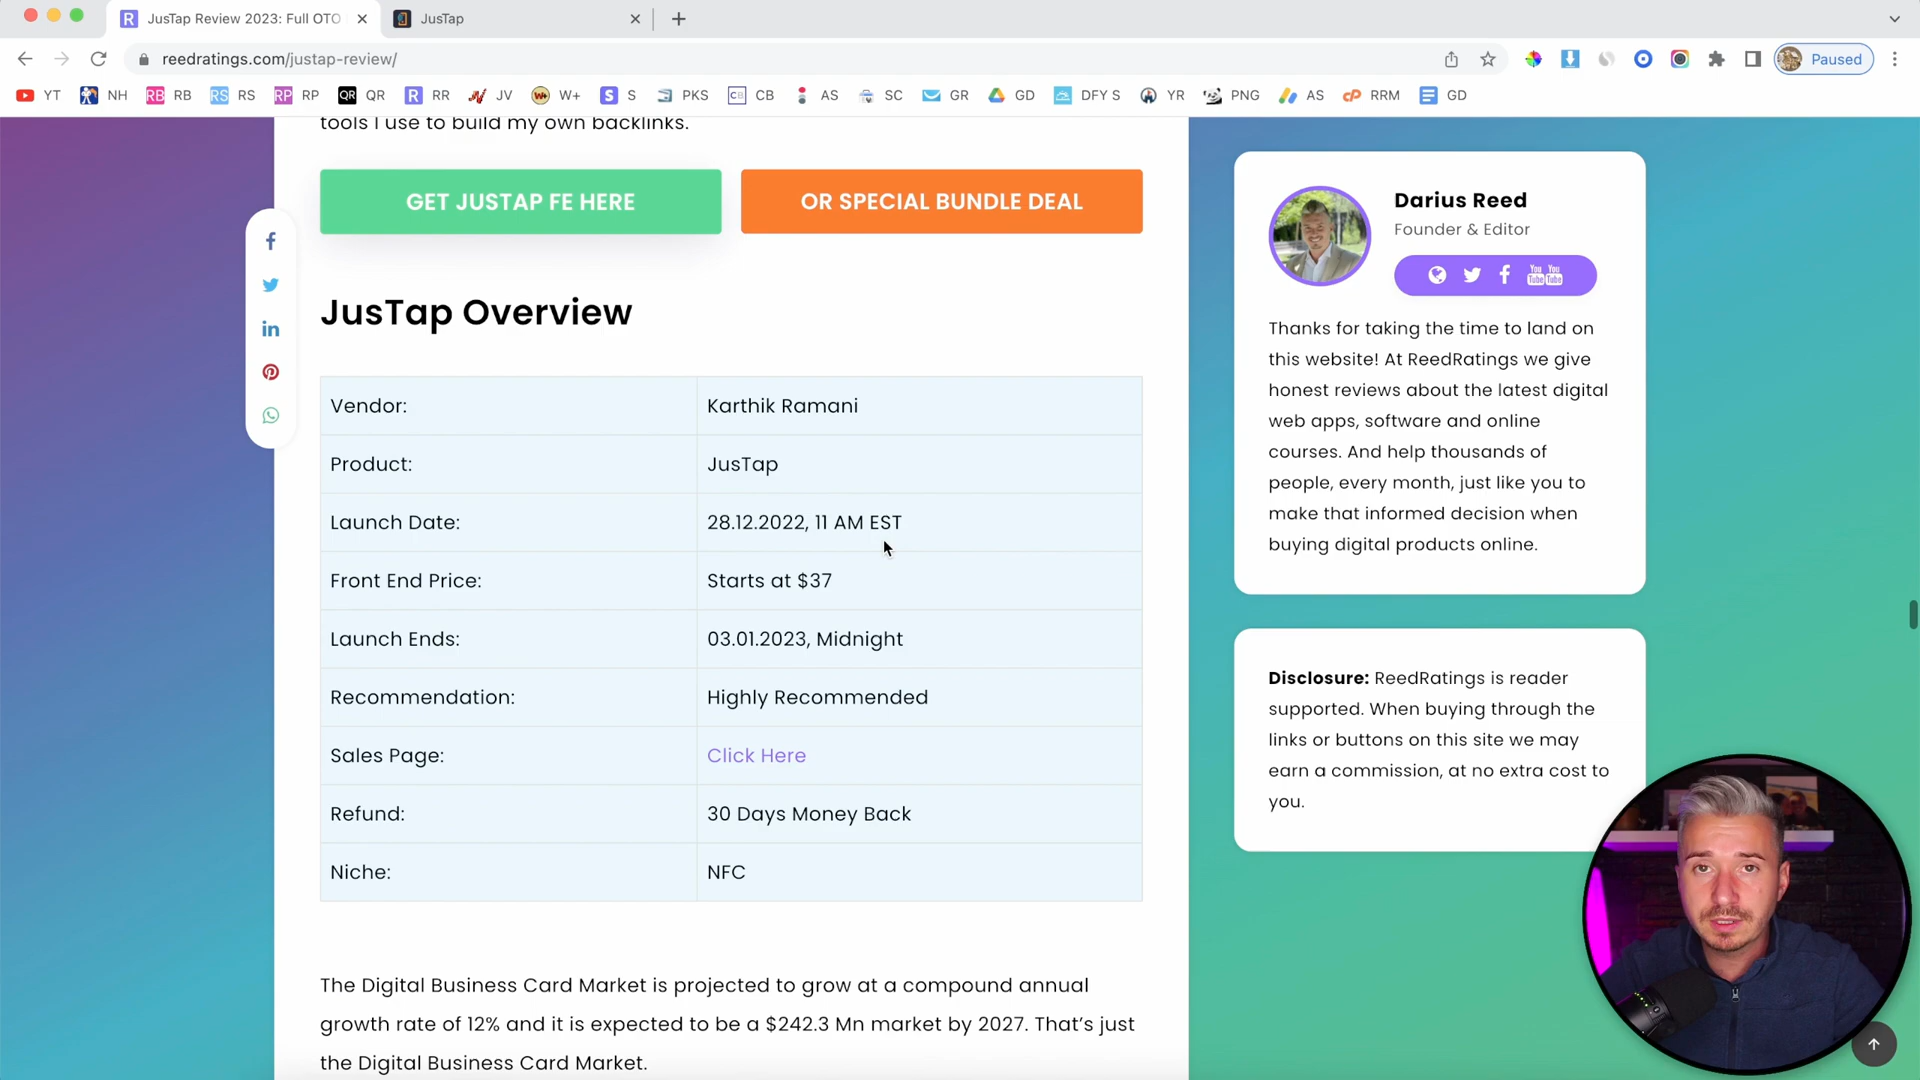 JusTap Review 2023: Full OTO
JusTap
reedratings.com/justap-review/
Paused
YT NH RB RS RP QR RR JV W+ S PKS CB AS SC GR GD DFY S YR PNG AS RRM GD
tools I use to build my own backlinks.
GET JUSTAP FE HERE
OR SPECIAL BUNDLE DEAL
JusTap Overview
Vendor: Karthik Ramani
Product: JusTap
Launch Date: 28.12.2022, 11 AM EST
Front End Price: Starts at $37
Launch Ends: 03.01.2023, Midnight
Recommendation: Highly Recommended
Sales Page: Click Here
Refund: 30 Days Money Back
Niche: NFC
The Digital Business Card Market is projected to grow at a compound annual
growth rate of 12% and it is expected to be a $242.3 Mn market by 2027. That's just
the Digital Business Card Market.
Darius Reed
Founder & Editor
Thanks for taking the time to land on
this website! At ReedRatings we give
honest reviews about the latest digital
web apps, software and online
courses. And help thousands of
people, every month, just like you to
make that informed decision when
buying digital products online.
Disclosure: ReedRatings is reader
supported. When buying through the
links or buttons on this site we may
earn a commission, at no extra cost to
you.